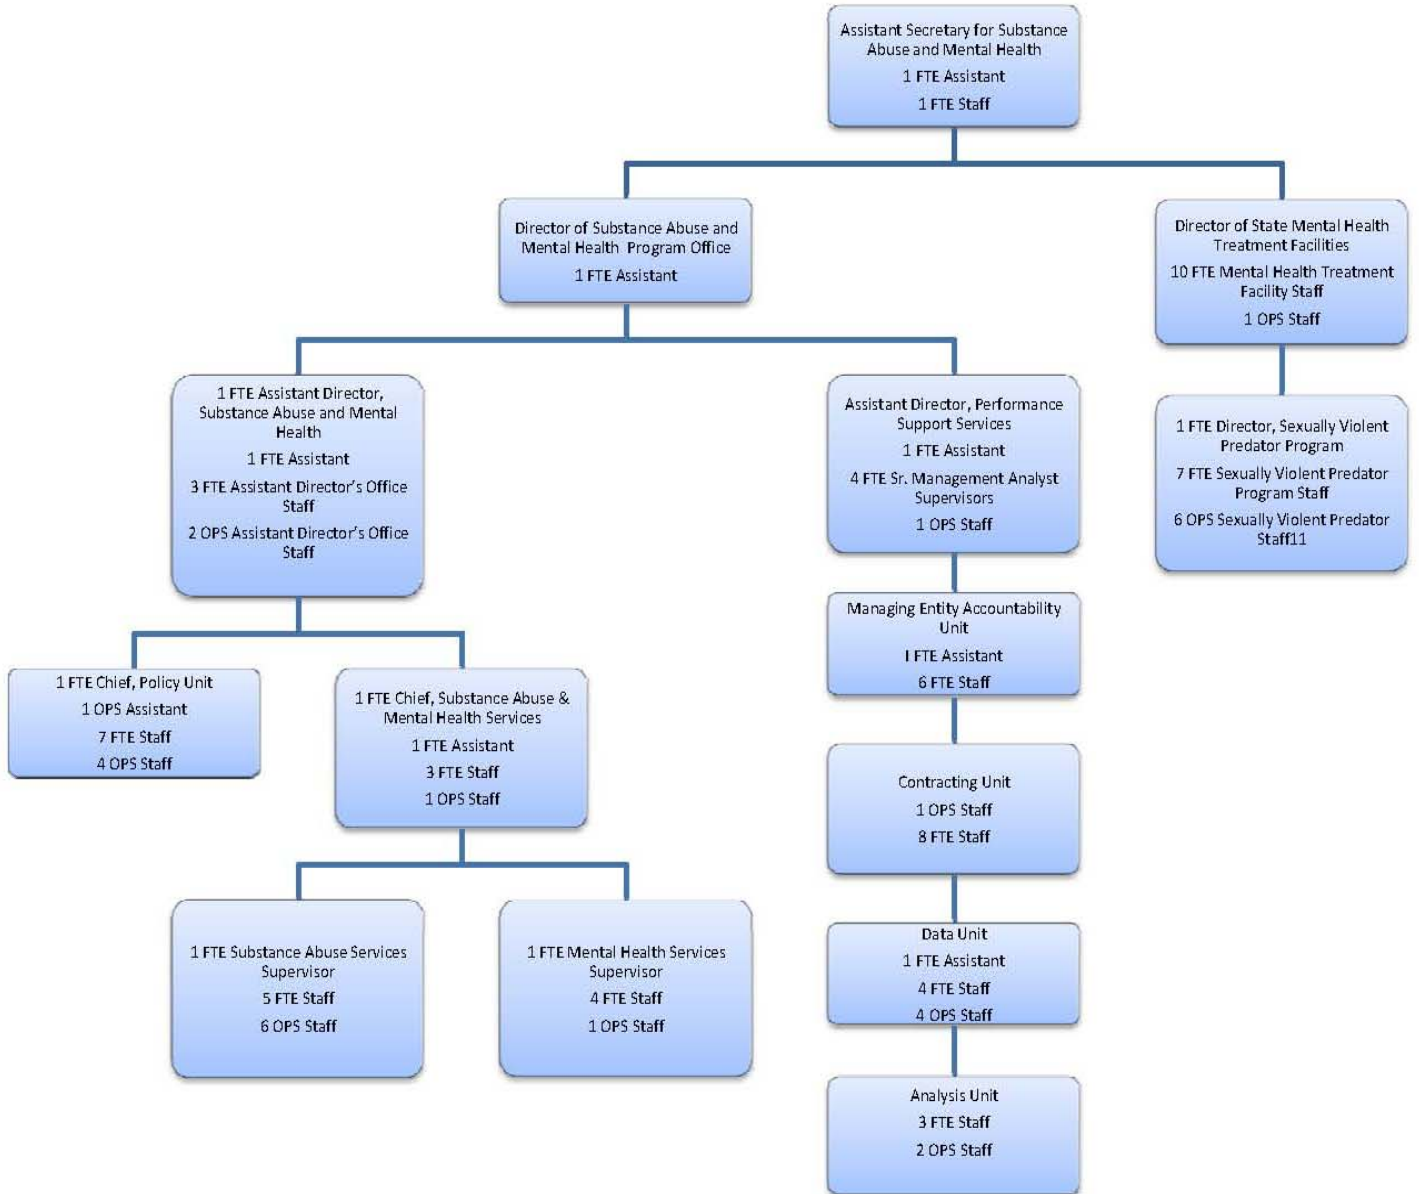 Assistant Secretary for Substance
Abuse and Mental Health
1 FTE Assistant
1 FTE Staff
Director of Substance Abuse and
Mental Health Program Office
1 FTE Assistant
Director of State Mental Health
Treatment Facilities
10 FTE Mental Health Treatment
Facility Staff
1 OPS Staff
1 FTE Assistant Director,
Substance Abuse and Mental
Health
1 FTE Assistant
3 FTE Assistant Director’s Office
Staff
2 OPS Assistant Director’s Office
Staff
Assistant Director, Performance
Support Services
1 FTE Assistant
4 FTE Sr. Management Analyst
Supervisors
1 OPS Staff
1 FTE Director, Sexually Violent
Predator Program
7 FTE Sexually Violent Predator
Program Staff
6 OPS Sexually Violent Predator
Staff11
Managing Entity Accountability
Unit
I FTE Assistant
6 FTE Staff
1 FTE Chief, Policy Unit
1 OPS Assistant
7 FTE Staff
4 OPS Staff
1 FTE Chief, Substance Abuse &
Mental Health Services
1 FTE Assistant
3 FTE Staff
1 OPS Staff
Contracting Unit
1 OPS Staff
8 FTE Staff
1 FTE Substance Abuse Services
Supervisor
5 FTE Staff
6 OPS Staff
1 FTE Mental Health Services
Supervisor
4 FTE Staff
1 OPS Staff
Data Unit
1 FTE Assistant
4 FTE Staff
4 OPS Staff
Analysis Unit
3 FTE Staff
2 OPS Staff